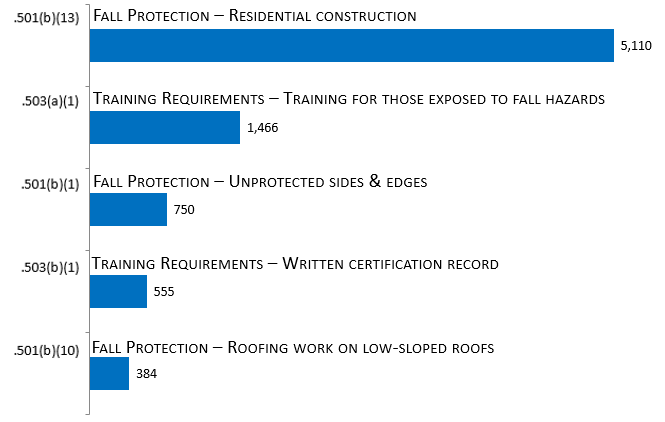 .501(b)(13) Fall Protection – Residential construction
5,110
.503(a)(1) Training Requirements – Training for those exposed to fall hazards
1,466
.501(b)(1) Fall Protection – Unprotected sides & edges
750
.503(b)(1) Training Requirements – Written certification record
555
.501(b)(10) Fall Protection – Roofing work on low-sloped roofs
384